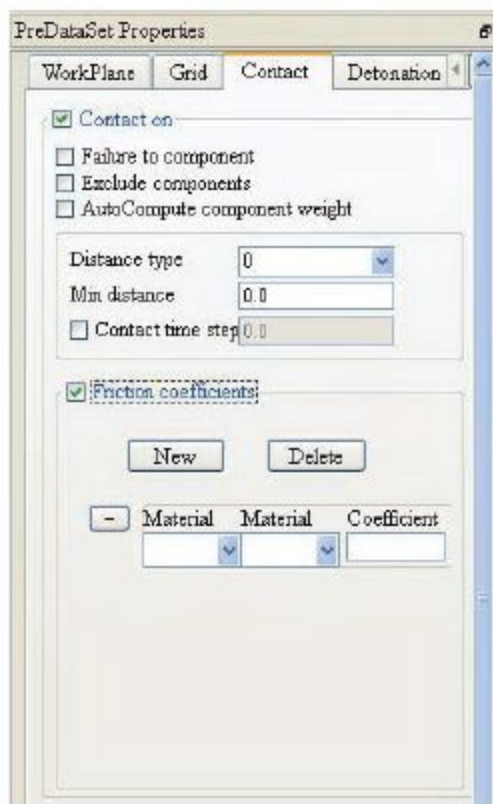 PreDataSet Properties
WorkPlane Grid Contact Detonation
Contact on
Failure to component
Exclude components
AutoCompute component weight
Distance type 0
Min distance 0.0
Contact time step 0.0
Friction coefficients
New Delete
- Material Material Coefficient